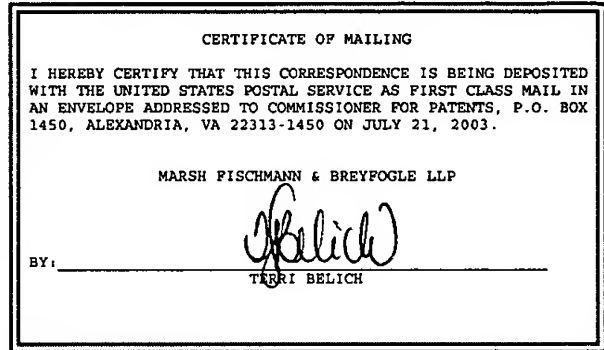 CERTIFICATE OF MAILING
I HEREBY CERTIFY THAT THIS CORRESPONDENCE IS BEING DEPOSITED
WITH THE UNITED STATES POSTAL SERVICE AS FIRST CLASS MAIL IN
AN ENVELOPE ADDRESSED TO COMMISSIONER FOR PATENTS, P.O. BOX
1450, ALEXANDRIA, VA 22313-1450 ON JULY 21, 2003.
MARSH FISCHMANN & BREYFOGLE LLP
BY: TBelich
TERRI BELICH